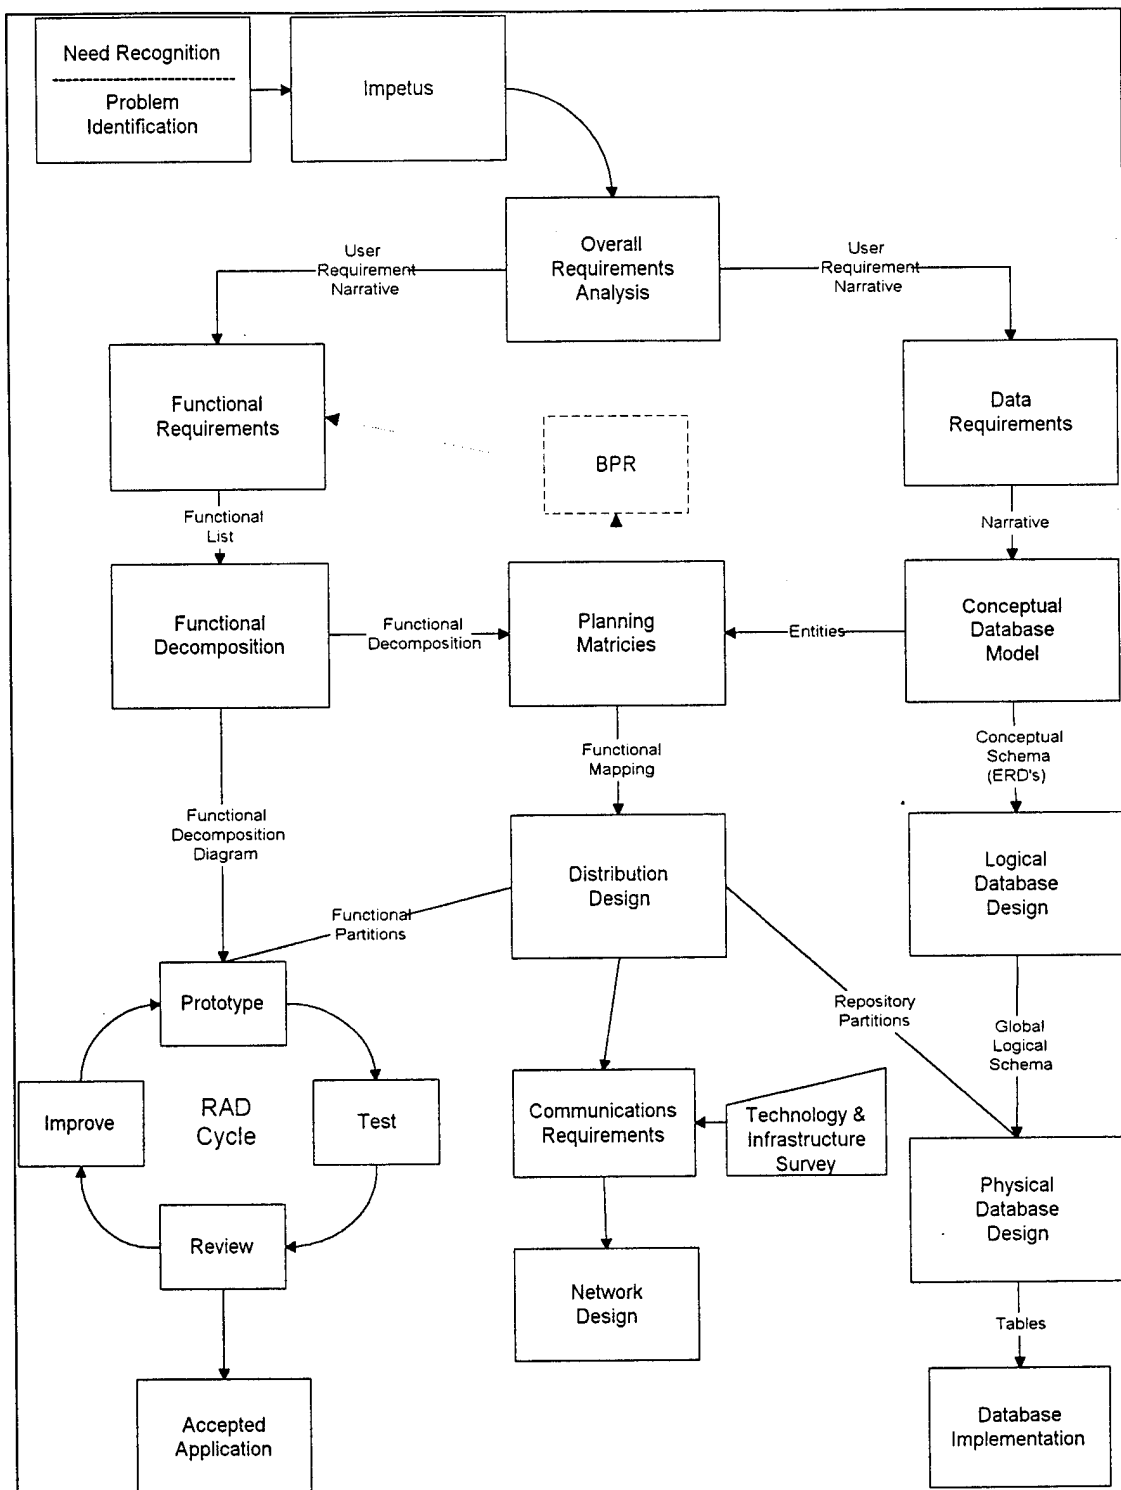 Need Recognition
Problem
Identification
Impetus
Overall
Requirements
Analysis
User
Requirement
Narrative
User
Requirement
Narrative
Functional
Requirements
BPR
Data
Requirements
Functional
List
Narrative
Functional
Decomposition
Functional
Decomposition
Planning
Matricies
Entities
Conceptual
Database
Model
Functional
Mapping
Conceptual
Schema
(ERD's)
Functional
Decomposition
Diagram
Distribution
Design
Logical
Database
Design
Functional
Partitions
Prototype
Repository
Partitions
Global
Logical
Schema
Improve
RAD
Cycle
Test
Communications
Requirements
Technology &
Infrastructure
Survey
Physical
Database
Design
Review
Network
Design
Tables
Accepted
Application
Database
Implementation